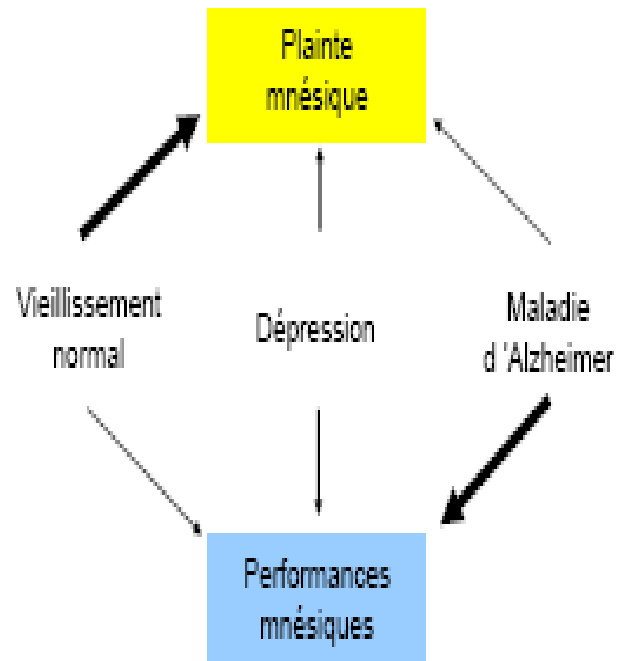 Plainte
mnésique
Vieillissement
normal
Dépression
Maladie
d 'Alzheimer
Performances
mnésiques